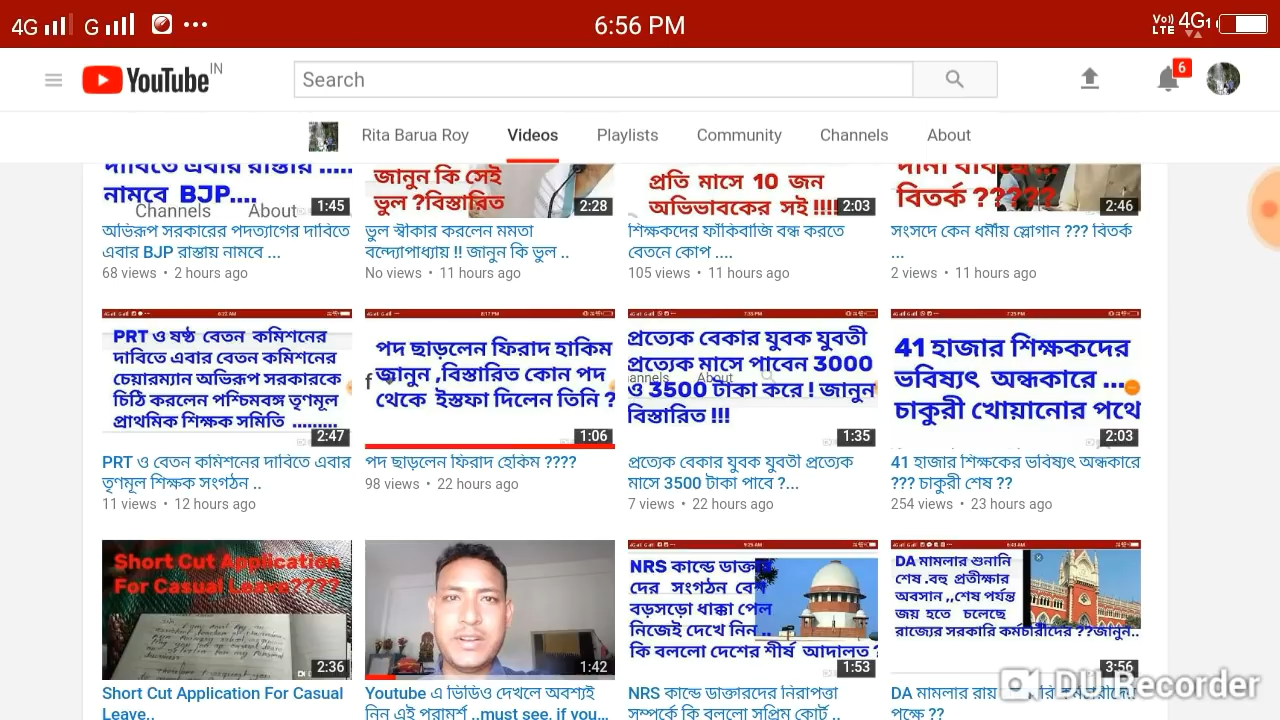 4G G 6:56 PM VoLTE 4G
YouTube IN
Search
6
Rita Barua Roy Videos Playlists Community Channels About
দাবিতে এবার রাস্তায় .....
নামবে BJP....
Channels About
1:45
জানুন কি সেই
ভুল ?বিস্তারিত
2:28
প্রতি মাসে 10 জন
অভিভাবকের সই !!!!
2:03
বিতর্ক ?????
2:46
অভিরূপ সরকারের পদত্যাগের দাবিতে
এবার BJP রাস্তায় নামবে ...
68 views • 2 hours ago
ভুল স্বীকার করলেন মমতা
বন্দ্যোপাধ্যায় !! জানুন কি ভুল ..
No views • 11 hours ago
শিক্ষকদের ফাঁকিবাজি বন্ধ করতে
বেতনে কোপ ....
105 views • 11 hours ago
সংসদে কেন ধর্মীয় স্লোগান ??? বিতর্ক
...
2 views • 11 hours ago
PRT ও ষষ্ঠ বেতন কমিশনের
দাবিতে এবার বেতন কমিশনের
চেয়ারম্যান অভিরূপ সরকারকে
চিঠি করলেন পশ্চিমবঙ্গ তৃণমূল
প্রাথমিক শিক্ষক সমিতি .........
2:47
পদ ছাড়লেন ফিরাদ হাকিম
জানুন ,বিস্তারিত কোন পদ
থেকে ইস্তফা দিলেন তিনি ?
1:06
প্রত্যেক বেকার যুবক যুবতী
প্রত্যেক মাসে পাবেন 3000
ও 3500 টাকা করে ! জানুন
বিস্তারিত !!!
1:35
41 হাজার শিক্ষকদের
ভবিষ্যৎ অন্ধকারে ...
চাকুরী খোয়ানোর পথে
2:03
PRT ও বেতন কমিশনের দাবিতে এবার
তৃণমূল শিক্ষক সংগঠন ..
11 views • 12 hours ago
পদ ছাড়লেন ফিরাদ হেকিম ????
98 views • 22 hours ago
প্রত্যেক বেকার যুবক যুবতী প্রত্যেক
মাসে 3500 টাকা পাবে ?...
7 views • 22 hours ago
41 হাজার শিক্ষকের ভবিষ্যৎ অন্ধকারে
??? চাকুরী শেষ ??
254 views • 23 hours ago
Short Cut Application
For Casual Leave????
2:36
1:42
NRS কান্ডে ডাক্তার
দের সংগঠন বেশ
বড়সড়ো ধাক্কা পেল
নিজেই দেখে নিন ..
কি বললো দেশের শীর্ষ আদালত ?
1:53
DA মামলার শুনানি
শেষ .বহু প্রতীক্ষার
অবসান ,,শেষ পর্যন্ত
জয় হতে চলেছে
রাজ্যের সরকারি কর্মচারীদের ??জানুন..
3:56
Short Cut Application For Casual
Leave..
Youtube এ ভিডিও দেখলে অবশ্যই
নিন এই পরামর্শ ..must see, if you...
NRS কান্ডে ডাক্তারদের নিরাপত্তা
সম্পর্কে কি বললো সুপ্রিম কোর্ট ..
DA মামলার রায়
পক্ষে ??
DU Recorder